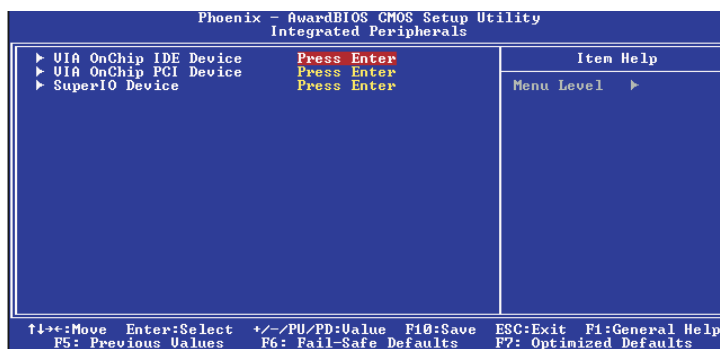 Phoenix - AwardBIOS CMOS Setup Utility
Integrated Peripherals
▶ VIA OnChip IDE Device Press Enter
▶ VIA OnChip PCI Device Press Enter
▶ SuperIO Device Press Enter
Item Help
Menu Level ▶
↑↓→←:Move Enter:Select +/-/PU/PD:Value F10:Save ESC:Exit F1:General Help
F5: Previous Values F6: Fail-Safe Defaults F7: Optimized Defaults